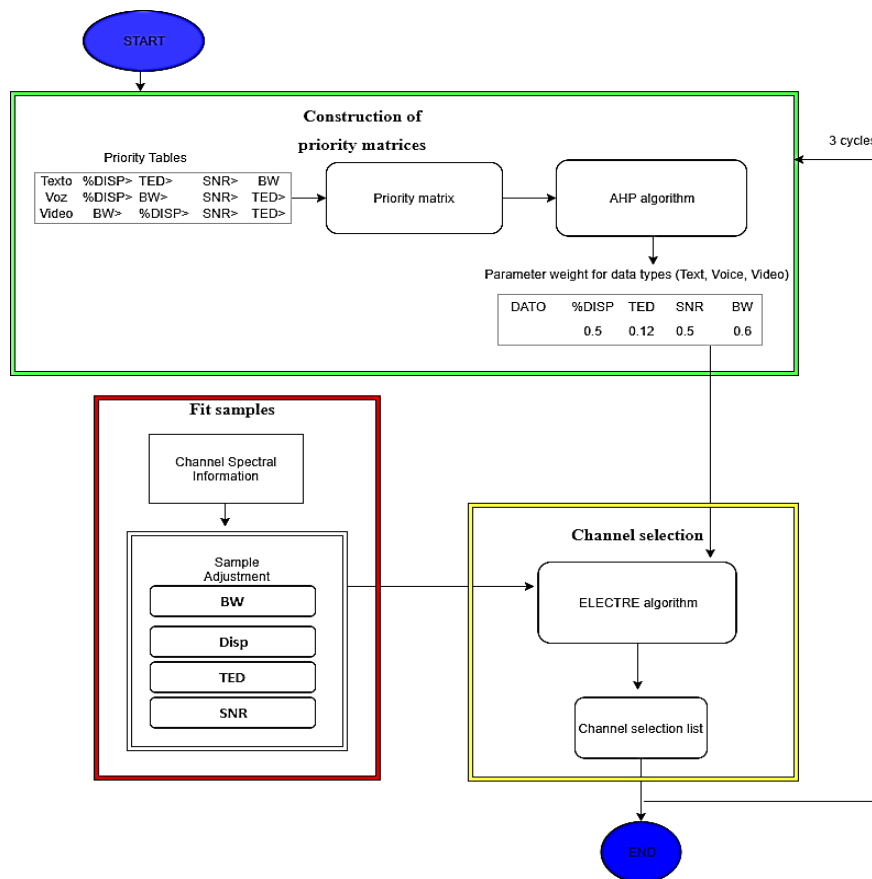 START
Construction of
priority matrices
3 cycles
Priority Tables
Texto %DISP> TED> SNR> BW
Voz %DISP> BW> SNR> TED>
Video BW> %DISP> SNR> TED>
Priority matrix
AHP algorithm
Parameter weight for data types (Text, Voice, Video)
DATO %DISP TED SNR BW
0.5 0.12 0.5 0.6
Fit samples
Channel Spectral
Information
Sample
Adjustment
BW
Disp
TED
SNR
Channel selection
ELECTRE algorithm
Channel selection list
END